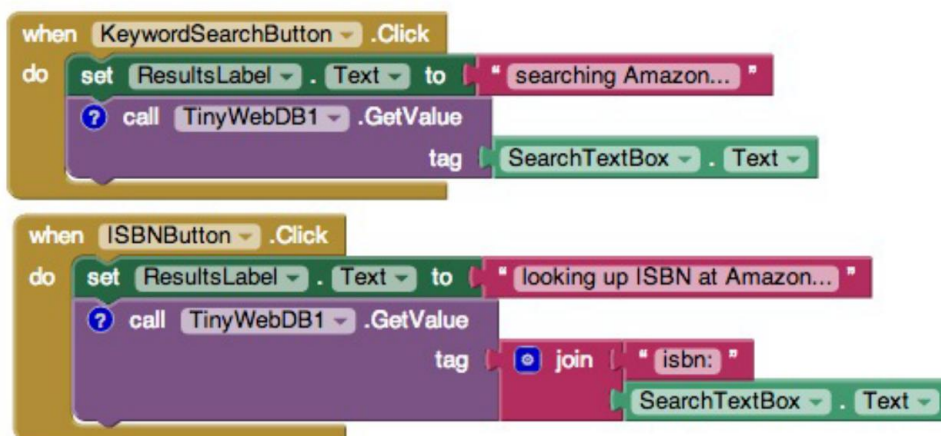 when KeywordSearchButton .Click
do set ResultsLabel . Text to " searching Amazon... "
? call TinyWebDB1 .GetValue
tag SearchTextBox . Text
when ISBNButton .Click
do set ResultsLabel . Text to " looking up ISBN at Amazon... "
? call TinyWebDB1 .GetValue
tag join " isbn: "
SearchTextBox . Text